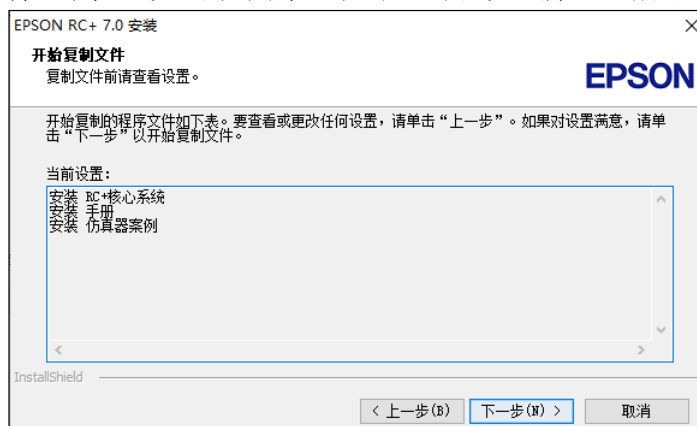 EPSON RC+ 7.0 安装
开始复制文件
复制文件前请查看设置。
EPSON
开始复制的程序文件如下表。要查看或更改任何设置，请单击“上一步”。如果对设置满意，请单
击“下一步”以开始复制文件。
当前设置：
安装 RC+核心系统
安装 手册
安装 仿真器案例
InstallShield
< 上一步(B)
下一步(N) >
取消